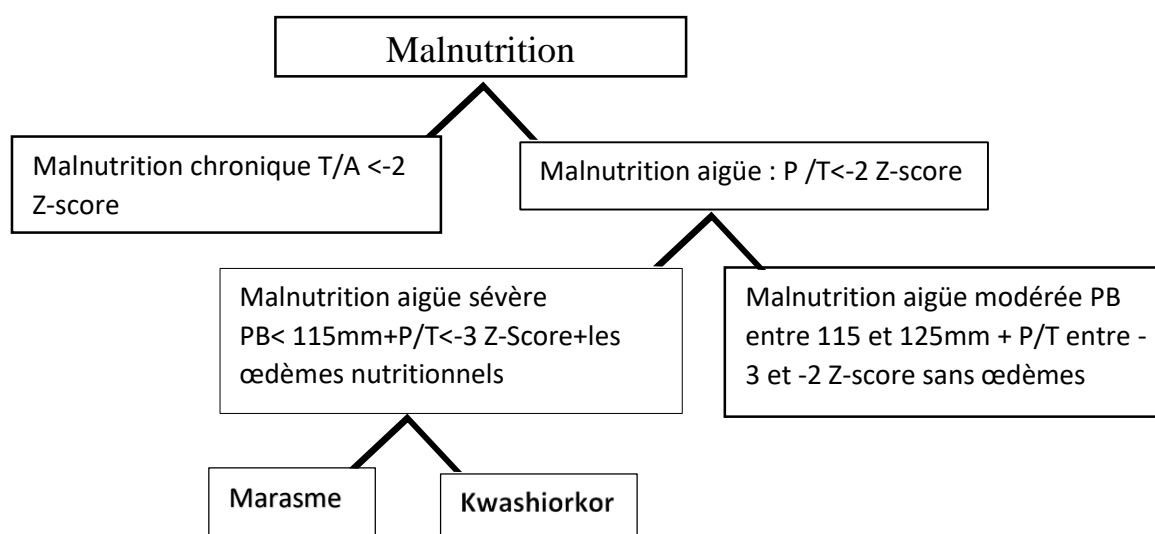 Malnutrition
Malnutrition chronique T/A <-2
Z-score
Malnutrition aigüe : P /T<-2 Z-score
Malnutrition aigüe sévère
PB< 115mm+P/T<-3 Z-Score+les
œdèmes nutritionnels
Malnutrition aigüe modérée PB
entre 115 et 125mm + P/T entre -
3 et -2 Z-score sans œdèmes
Marasme
Kwashiorkor